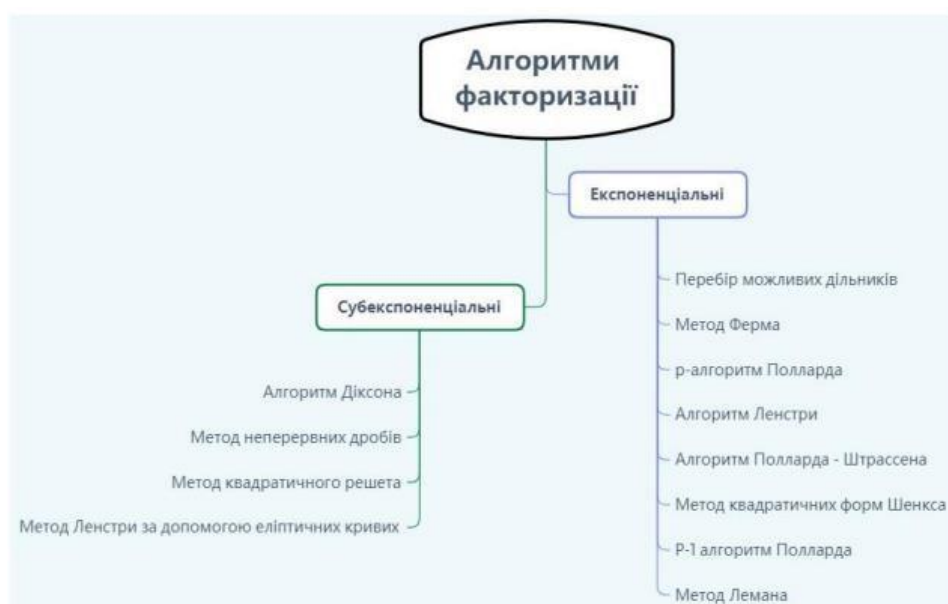 Алгоритми
факторизації
Експоненціальні
Перебір можливих дільників
Метод Ферма
р-алгоритм Полларда
Алгоритм Ленстри
Алгоритм Полларда - Штрассена
Метод квадратичних форм Шенкса
Р-1 алгоритм Полларда
Метод Лемана
Субекспоненціальні
Алгоритм Діксона
Метод неперервних дробів
Метод квадратичного решета
Метод Ленстри за допомогою еліптичних кривих